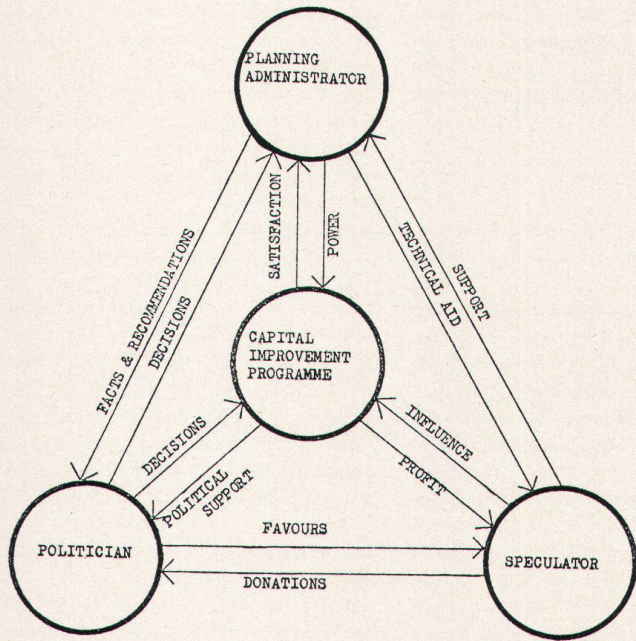 PLANNING
ADMINISTRATOR
SATISFACTION
POWER
FACTS & RECOMMENDATIONS
DECISIONS
TECHNICAL AID
SUPPORT
CAPITAL
IMPROVEMENT
PROGRAMME
DECISIONS
POLITICAL
SUPPORT
INFLUENCE
PROFIT
POLITICIAN
FAVOURS
DONATIONS
SPECULATOR